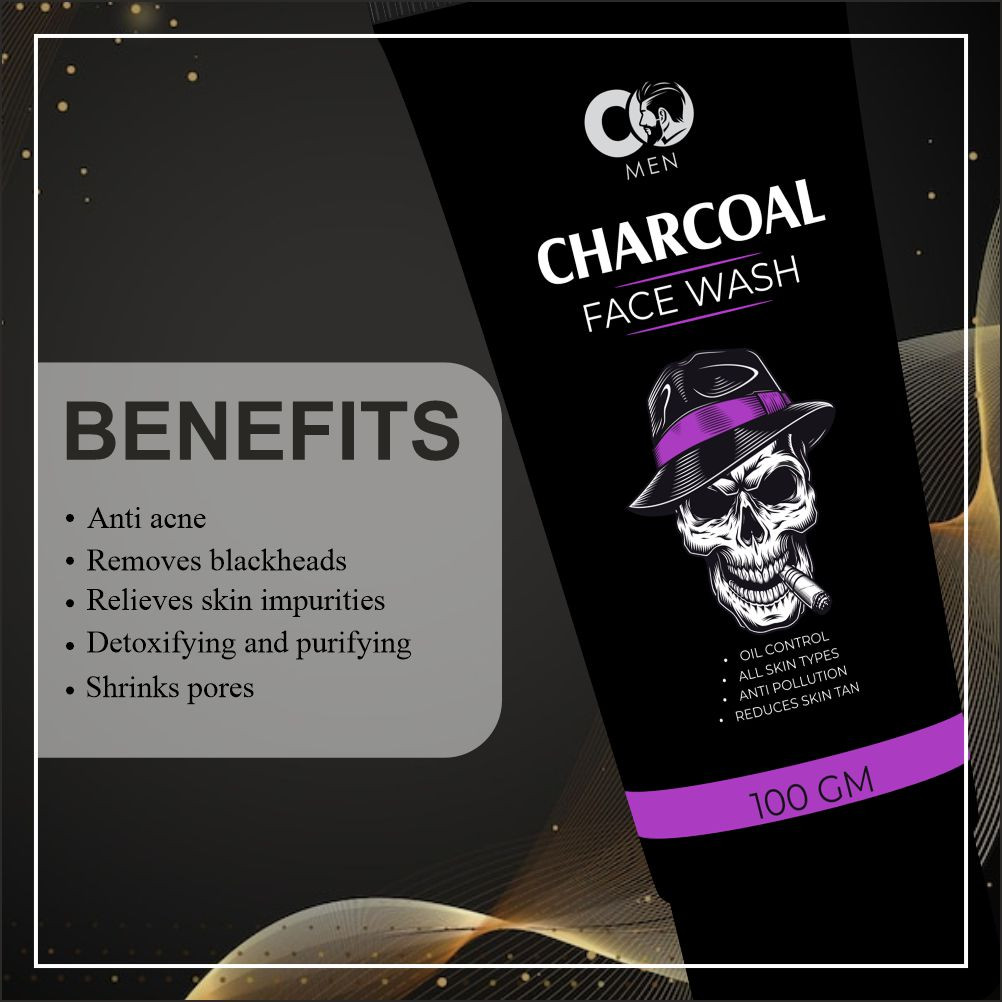 CO
MEN
CHARCOAL
FACE WASH
BENEFITS
• Anti acne
• Removes blackheads
• Relieves skin impurities
• Detoxifying and purifying
• Shrinks pores
• OIL CONTROL
• ALL SKIN TYPES
• ANTI POLLUTION
• REDUCES SKIN TAN
100 GM